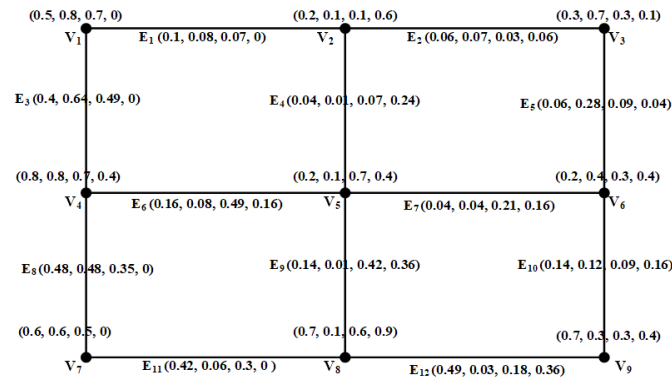 (0.5, 0.8, 0.7, 0) (0.2, 0.1, 0.1, 0.6) (0.3, 0.7, 0.3, 0.1)
V1 E1 (0.1, 0.08, 0.07, 0) V2 E2 (0.06, 0.07, 0.03, 0.06) V3
E3 (0.4, 0.64, 0.49, 0) E4 (0.04, 0.01, 0.07, 0.24) E5 (0.06, 0.28, 0.09, 0.04)
(0.8, 0.8, 0.7, 0.4) (0.2, 0.1, 0.7, 0.4) (0.2, 0.4, 0.3, 0.4)
V4 E6 (0.16, 0.08, 0.49, 0.16) V5 E7 (0.04, 0.04, 0.21, 0.16) V6
E8 (0.48, 0.48, 0.35, 0) E9 (0.14, 0.01, 0.42, 0.36) E10 (0.14, 0.12, 0.09, 0.16)
(0.6, 0.6, 0.5, 0) (0.7, 0.1, 0.6, 0.9) (0.7, 0.3, 0.3, 0.4)
V7 E11 (0.42, 0.06, 0.3, 0 ) V8 E12 (0.49, 0.03, 0.18, 0.36) V9